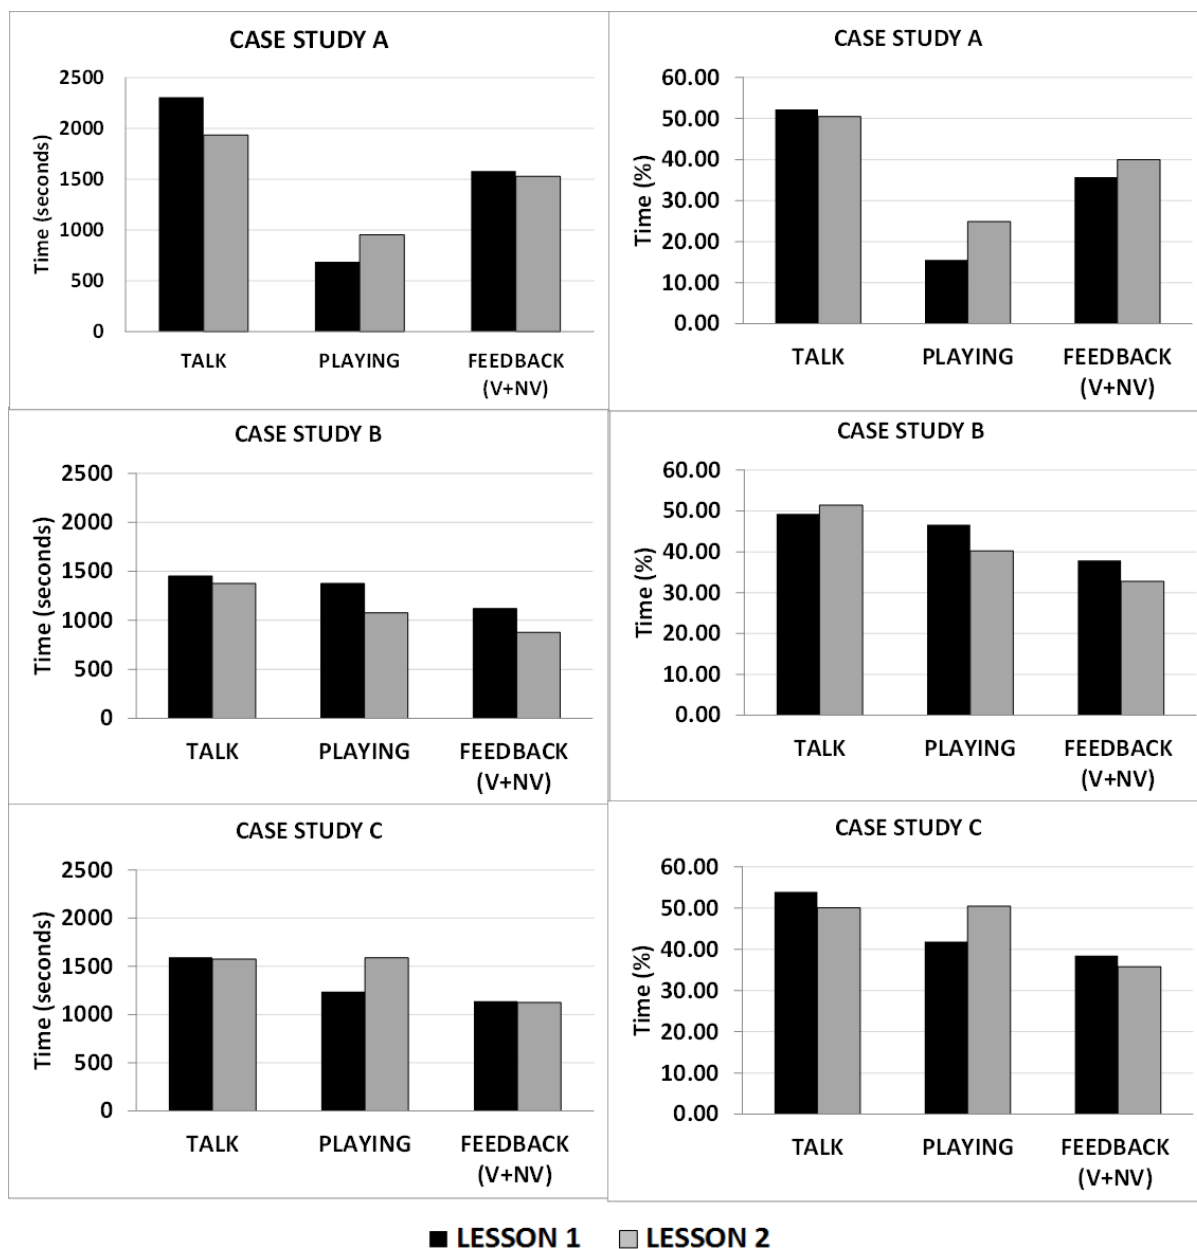 CASE STUDY A
Time (seconds)
2500
2000
1500
1000
500
0
TALK
PLAYING
FEEDBACK
(V+NV)
CASE STUDY A
Time (%)
60.00
50.00
40.00
30.00
20.00
10.00
0.00
TALK
PLAYING
FEEDBACK
(V+NV)
CASE STUDY B
Time (seconds)
2500
2000
1500
1000
500
0
TALK
PLAYING
FEEDBACK
(V+NV)
CASE STUDY B
Time (%)
60.00
50.00
40.00
30.00
20.00
10.00
0.00
TALK
PLAYING
FEEDBACK
(V+NV)
CASE STUDY C
Time (seconds)
2500
2000
1500
1000
500
0
TALK
PLAYING
FEEDBACK
(V+NV)
CASE STUDY C
Time (%)
60.00
50.00
40.00
30.00
20.00
10.00
0.00
TALK
PLAYING
FEEDBACK
(V+NV)
LESSON 1 LESSON 2